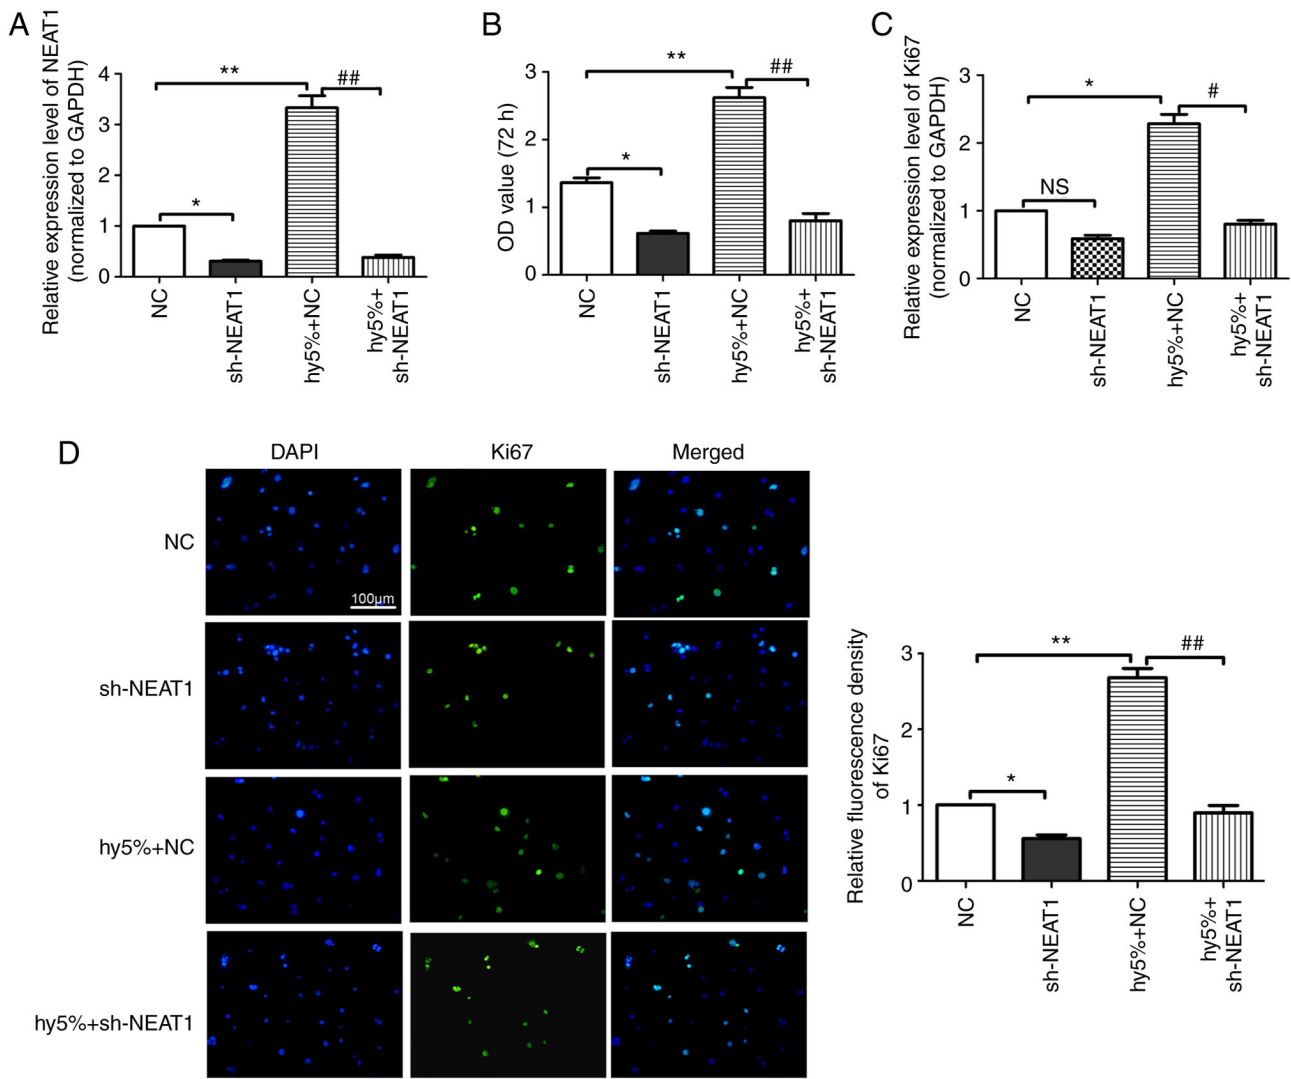 A
Relative expression level of NEAT1
(normalized to GAPDH)
4
3
2
1
0
**
##
*
NC
sh-NEAT1
hy5%+NC
hy5%+
sh-NEAT1
B
OD value (72 h)
3
2
1
0
**
##
*
NC
sh-NEAT1
hy5%+NC
hy5%+
sh-NEAT1
C
Relative expression level of Ki67
(normalized to GAPDH)
3
2
1
0
*
#
NS
NC
sh-NEAT1
hy5%+NC
hy5%+
sh-NEAT1
D
DAPI
Ki67
Merged
NC
100µm
sh-NEAT1
hy5%+NC
hy5%+sh-NEAT1
Relative fluorescence density
of Ki67
3
2
1
0
**
##
*
NC
sh-NEAT1
hy5%+NC
hy5%+
sh-NEAT1